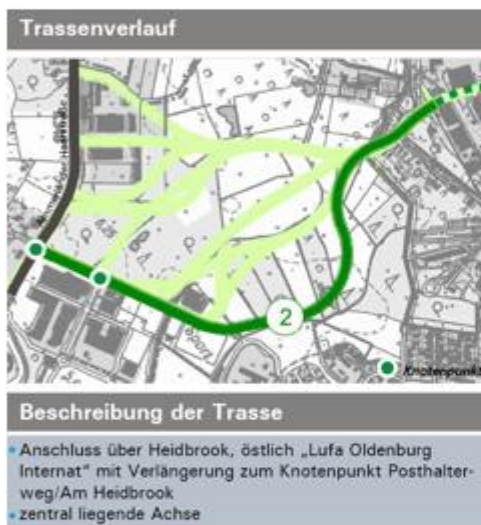 Trassenverlauf
2
Knotenpunkt
Beschreibung der Trasse
Anschluss über Heidbrook, östlich „Lufa Oldenburg
Internat“ mit Verlängerung zum Knotenpunkt Posthalter-
weg/Am Heidbrook
zentral liegende Achse